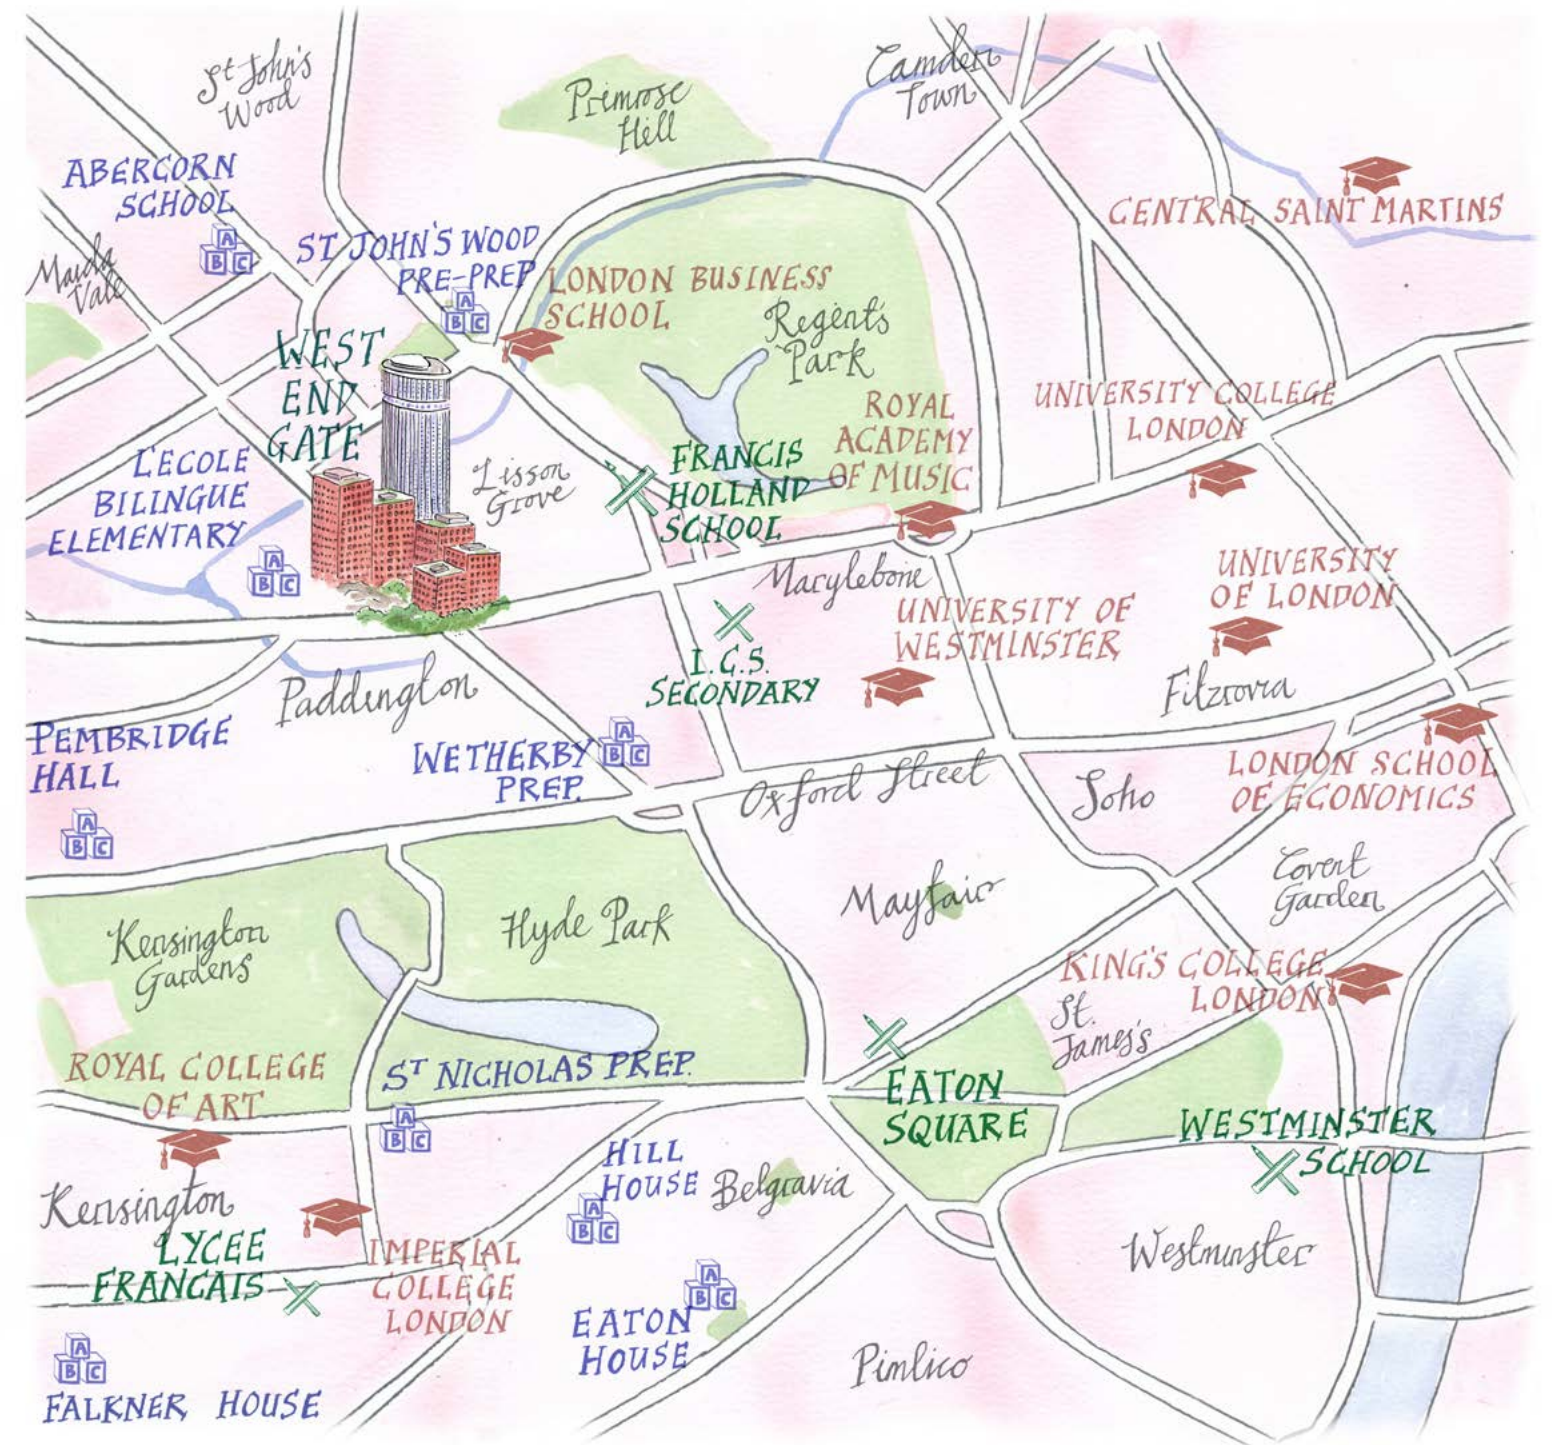 St John's
Wood
Primrose
Hill
Camden
Town
ABERCORN
SCHOOL
Maida
Vale
ST JOHN'S WOOD
PRE-PREP
LONDON BUSINESS
SCHOOL
Regents
Park
CENTRAL SAINT MARTINS
WEST
END
GATE
L'ECOLE
BILINGUE
ELEMENTARY
Lisson
Grove
FRANCIS
HOLLAND
SCHOOL
ROYAL
ACADEMY
OF MUSIC
UNIVERSITY COLLEGE
LONDON
Marylebone
UNIVERSITY OF
WESTMINSTER
UNIVERSITY
OF LONDON
I.C.S.
SECONDARY
Fitzrovia
Paddington
PEMBRIDGE
HALL
WETHERBY
PREP.
Oxford Street
Soho
LONDON SCHOOL
OF ECONOMICS
Mayfair
Covent
Garden
Kensington
Gardens
Hyde Park
KING'S COLLEGE
LONDON
St.
James's
ROYAL COLLEGE
OF ART
ST NICHOLAS PREP.
EATON
SQUARE
WESTMINSTER
SCHOOL
HILL
HOUSE
Belgravia
Kensington
LYCEE
FRANCAIS
IMPERIAL
COLLEGE
LONDON
Westminster
EATON
HOUSE
Pimlico
FALKNER HOUSE
A
B C
A
B C
A
B C
A
B C
A
B C
A
B C
A
B C
A
B C
A
B C